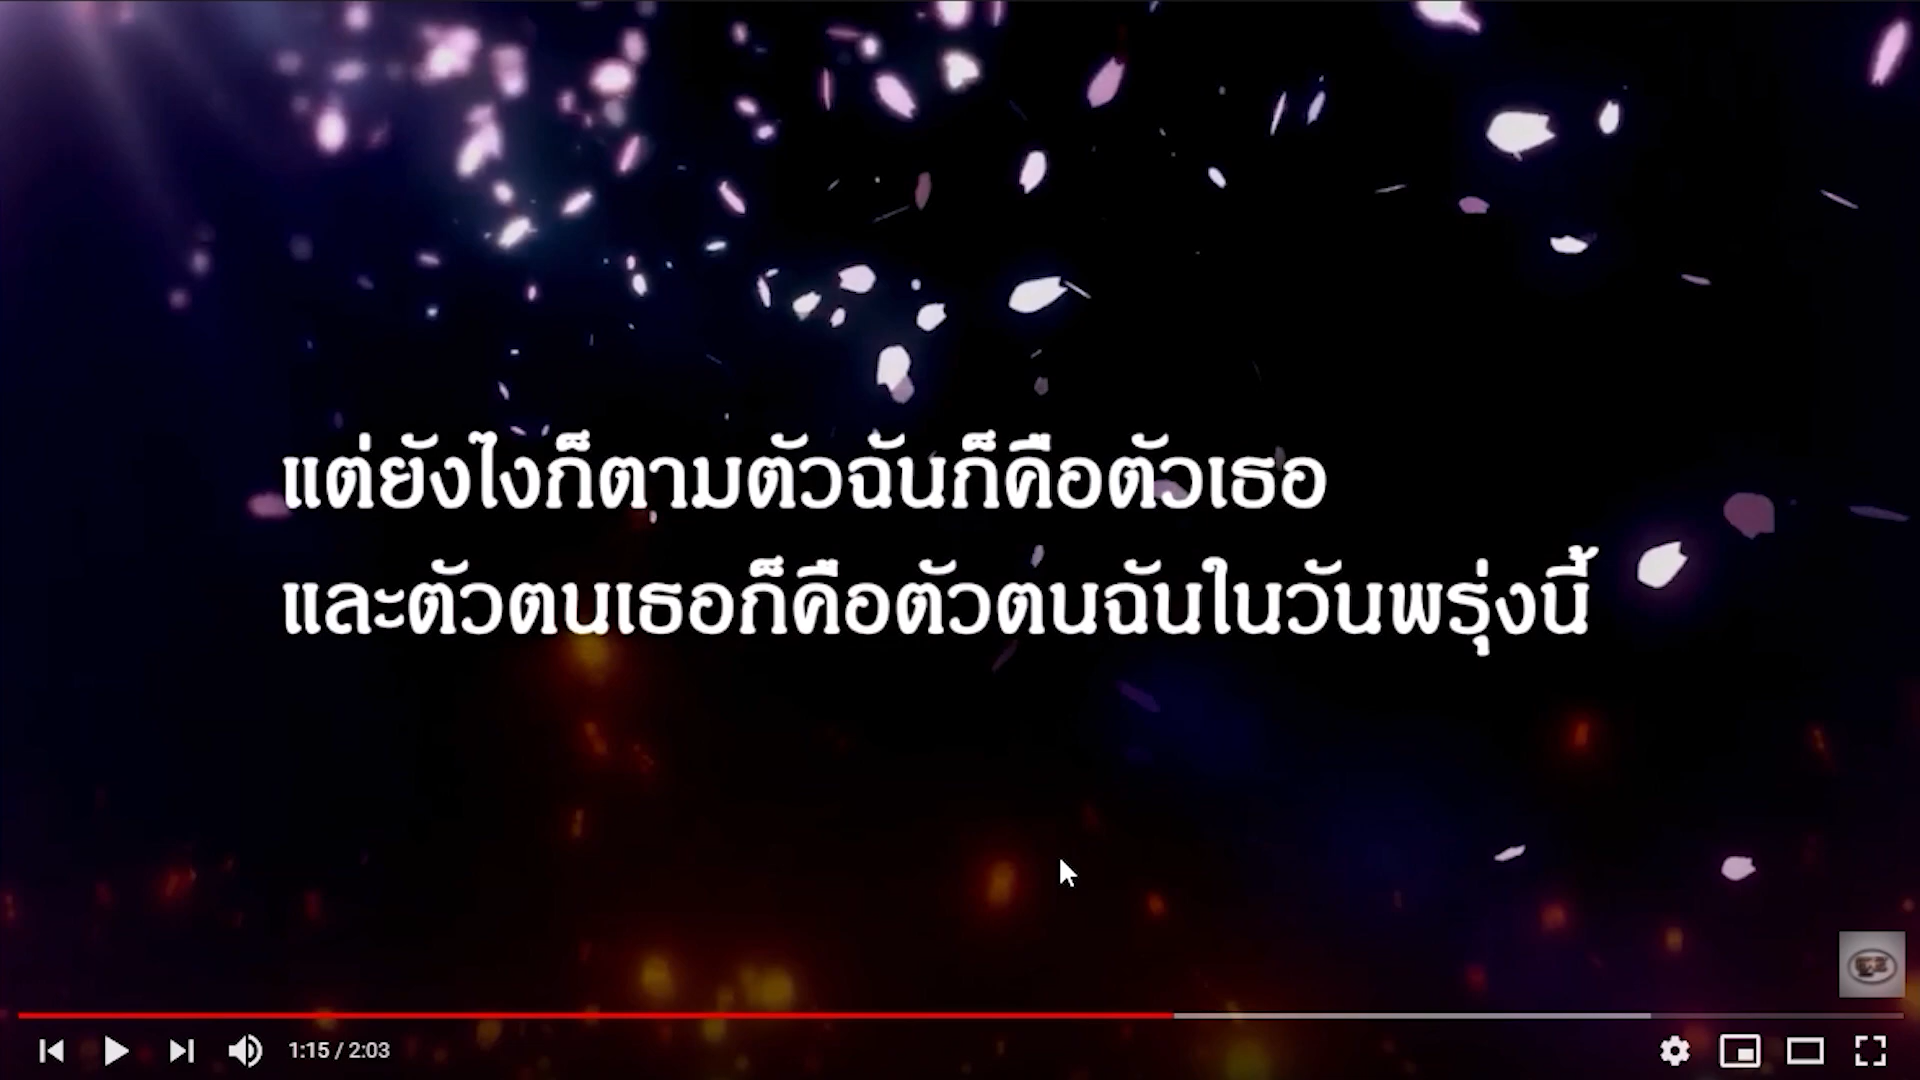 แต่ยังไงก็ตามตัวฉันก็คือตัวเธอ
และตัวตนเธอก็คือตัวตนฉันในวันพรุ่งนี้
1:15 / 2:03